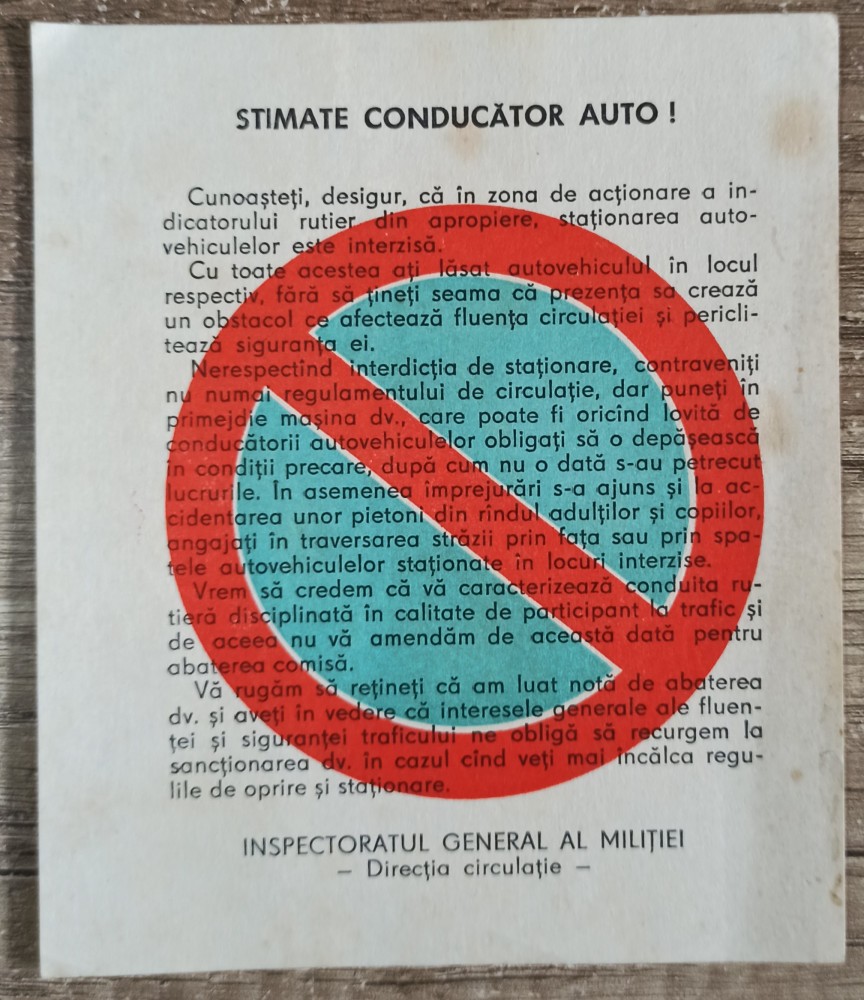 STIMATE CONDUCĂTOR AUTO !
Cunoașteți, desigur, că în zona de acționare a in-
dicatorului rutier din apropiere, staționarea auto-
vehiculelor este interzisă.
Cu toate acestea ați lăsat autovehiculul în locul
respectiv, fără să țineți seama că prezența sa crează
un obstacol ce afectează fluența circulației și pericli-
tează siguranța ei.
Nerespectînd interdicția de staționare, contraveniți
nu numai regulamentului de circulație, dar puneți în
primejdie mașina dv., care poate fi oricînd lovită de
conducătorii autovehiculelor obligați să o depășească
în condiții precare, după cum nu o dată s-au petrecut
lucrurile. În asemenea împrejurări s-a ajuns și la ac-
cidentarea unor pietoni din rîndul adulților și copiilor,
angajați în traversarea străzii prin fața sau prin spa-
tele autovehiculelor staționate în locuri interzise.
Vrem să credem că vă caracterizează conduita ru-
tieră disciplinată în calitate de participant la trafic și
de aceea nu vă amendăm de această dată pentru
abaterea comisă.
Vă rugăm să rețineți că am luat notă de abaterea
dv. și aveți în vedere că interesele generale ale fluen-
ței și siguranței traficului ne obligă să recurgem la
sancționarea dv. în cazul cînd veți mai încălca regu-
lile de oprire și staționare.
INSPECTORATUL GENERAL AL MILIȚIEI
– Direcția circulație –